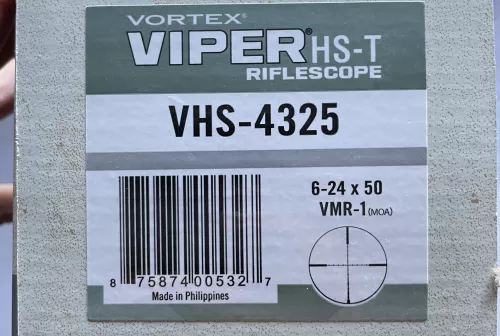 VORTEX®
VIPER® HS-T
RIFLESCOPE
VHS-4325
6-24 x 50
VMR-1 (MOA)
8 75874 00532 7
Made in Philippines